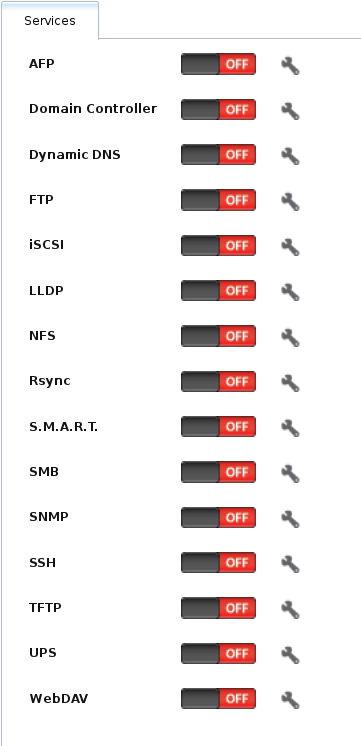 Services
AFP OFF
Domain Controller OFF
Dynamic DNS OFF
FTP OFF
iSCSI OFF
LLDP OFF
NFS OFF
Rsync OFF
S.M.A.R.T. OFF
SMB OFF
SNMP OFF
SSH OFF
TFTP OFF
UPS OFF
WebDAV OFF